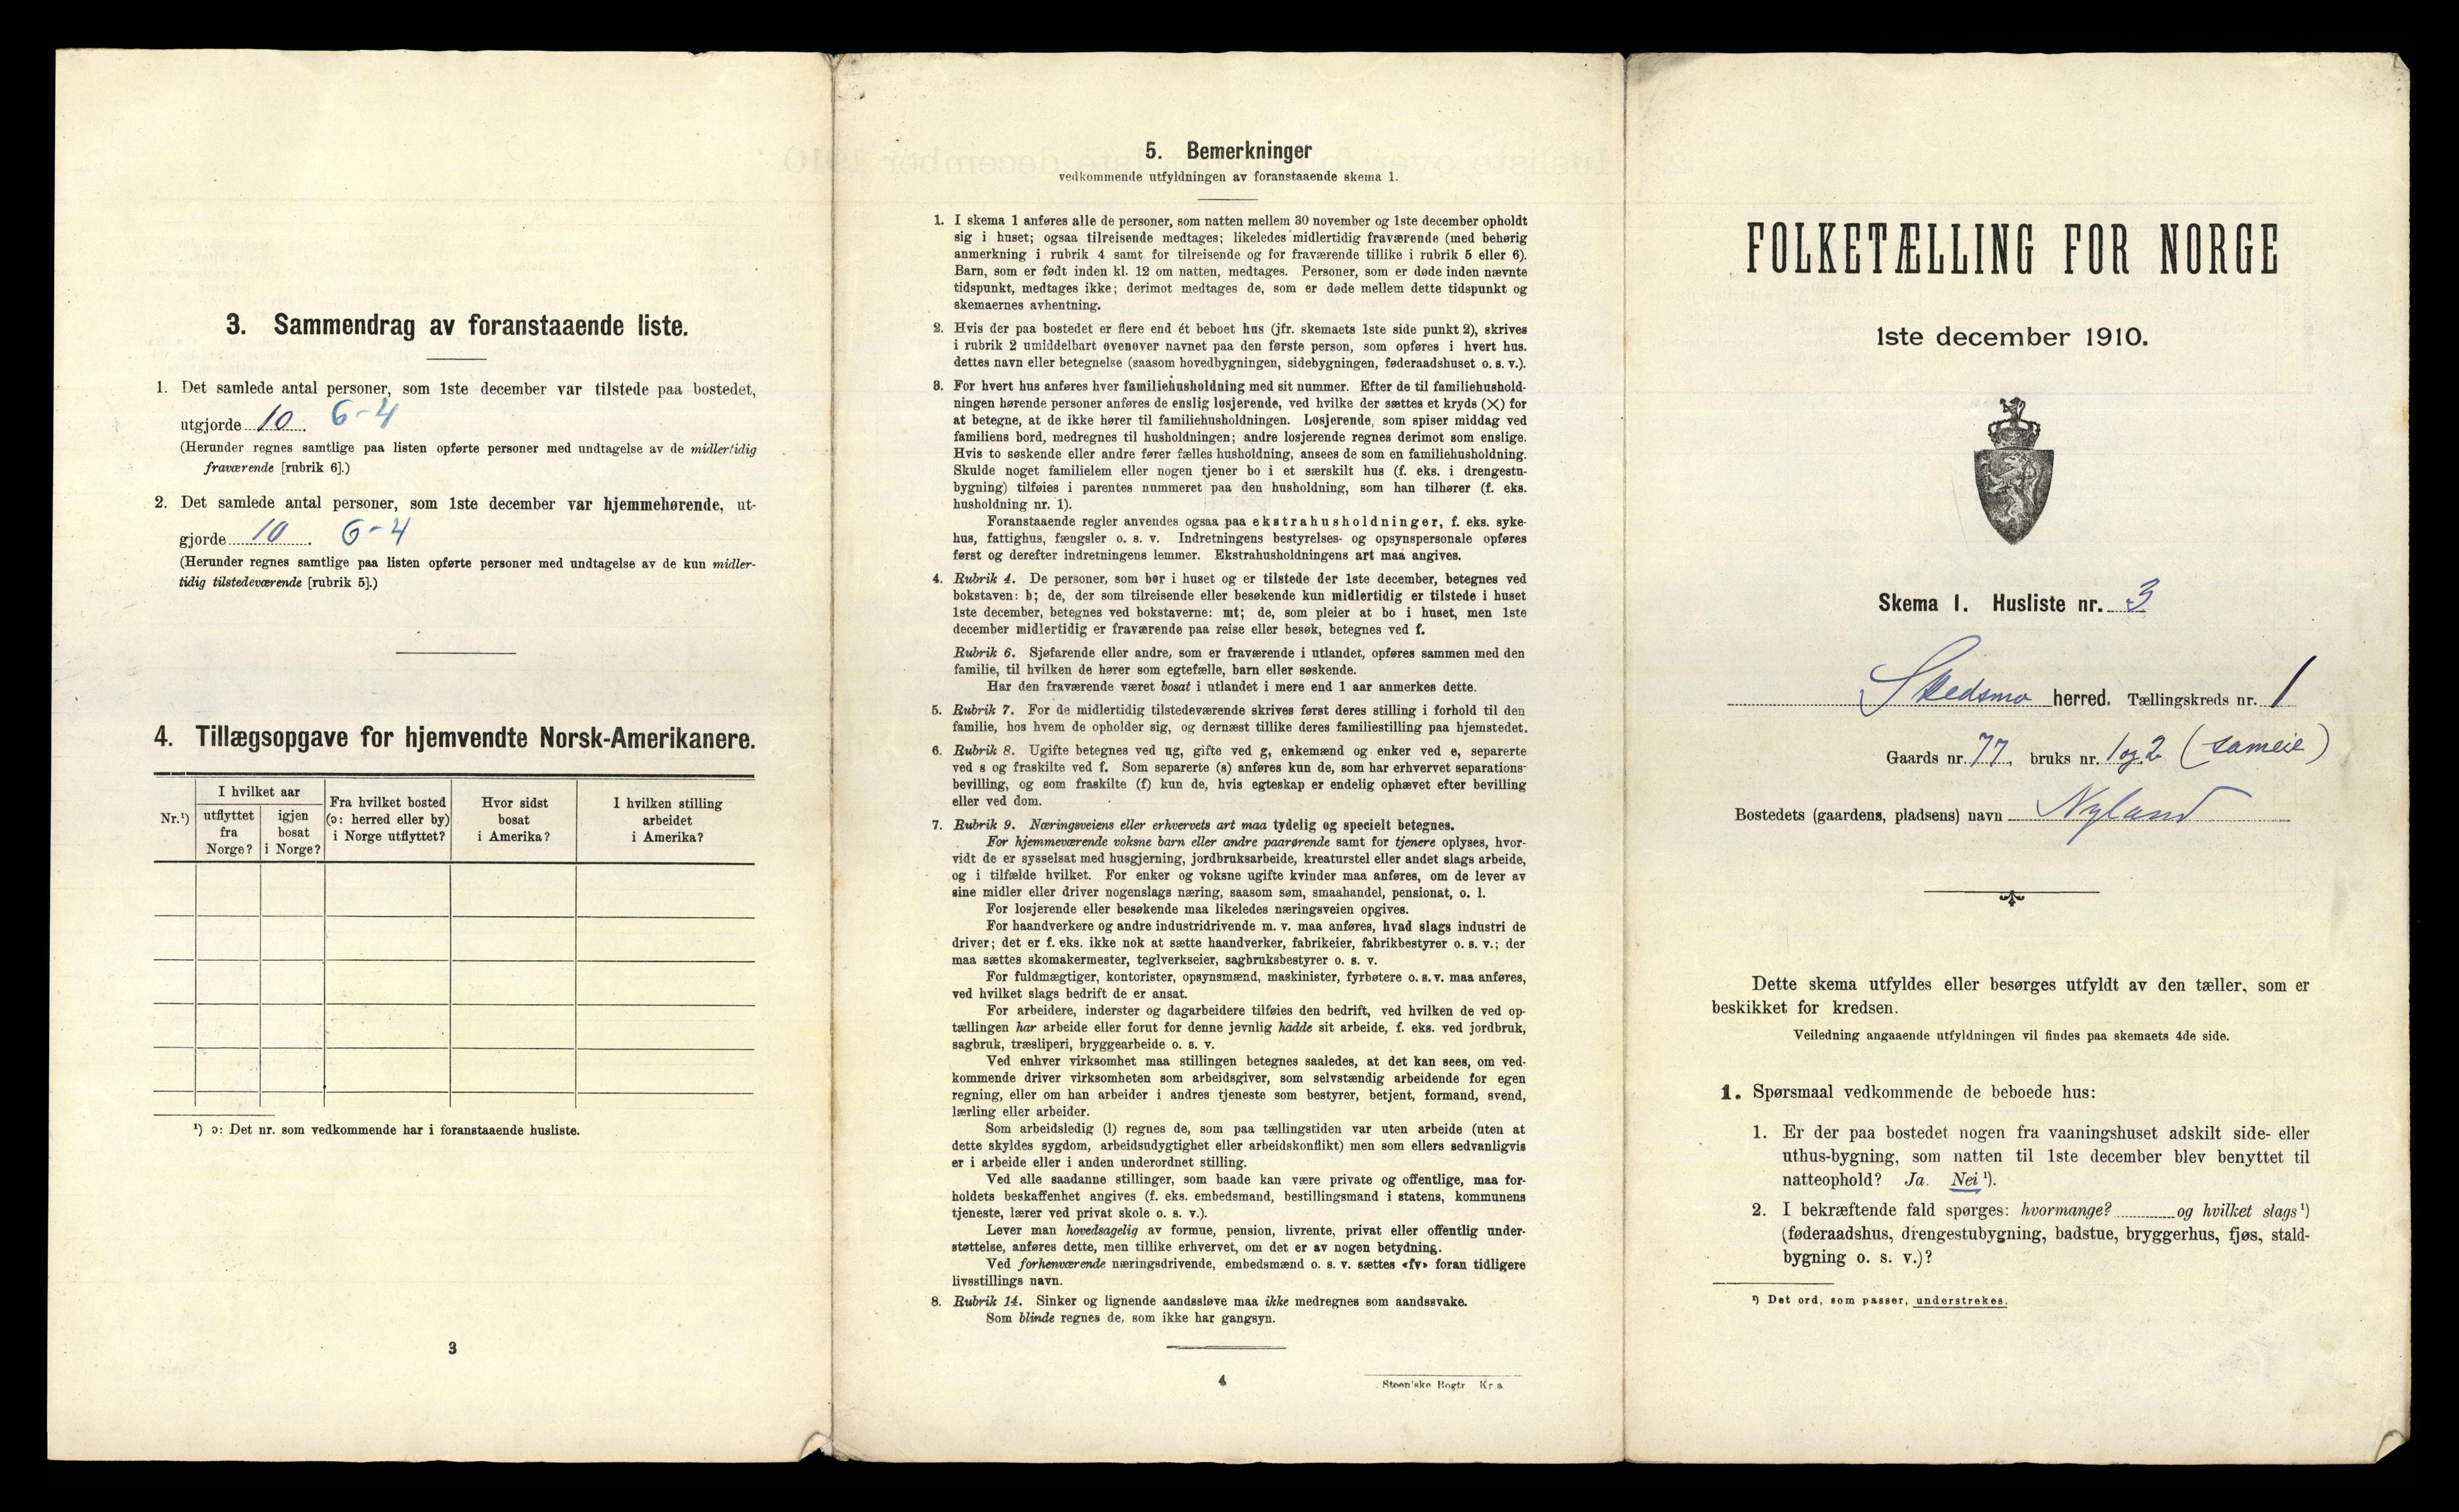 3. Sammendrag av foranstaaende liste.
1. Det samlede antal personer, som 1ste december var tilstede paa bostedet,
utgjorde 10. 6-4
(Herunder regnes samtlige paa listen opførte personer med undtagelse av de midlertidig
fraværende [rubrik 6].)
2. Det samlede antal personer, som 1ste december var hjemmehørende, ut-
gjorde 10. 6-4
(Herunder regnes samtlige paa listen opførte personer med undtagelse av de kun midler-
tidig tilstedeværende [rubrik 5].)
4. Tillægsopgave for hjemvendte Norsk-Amerikanere.
Nr.¹)
I hvilket aar
utflyttet
fra
Norge?
igjen
bosat
i Norge?
Fra hvilket bosted
(ɔ: herred eller by)
i Norge utflyttet?
Hvor sidst
bosat
i Amerika?
I hvilken stilling
arbeidet
i Amerika?
¹) ɔ: Det nr. som vedkommende har i foranstaaende husliste.
3
5. Bemerkninger
vedkommende utfyldningen av foranstaaende skema 1.
1. I skema 1 anføres alle de personer, som natten mellem 30 november og 1ste december opholdt
sig i huset; ogsaa tilreisende medtages; likeledes midlertidig fraværende (med behørig
anmerkning i rubrik 4 samt for tilreisende og for fraværende tillike i rubrik 5 eller 6).
Barn, som er født inden kl. 12 om natten, medtages. Personer, som er døde inden nævnte
tidspunkt, medtages ikke; derimot medtages de, som er døde mellem dette tidspunkt og
skemaernes avhentning.
2. Hvis der paa bostedet er flere end ét beboet hus (jfr. skemaets 1ste side punkt 2), skrives
i rubrik 2 umiddelbart ovenover navnet paa den første person, som opføres i hvert hus.
dettes navn eller betegnelse (saasom hovedbygningen, sidebygningen, føderaadshuset o. s. v.).
3. For hvert hus anføres hver familiehusholdning med sit nummer. Efter de til familiehushold-
ningen hørende personer anføres de enslig losjerende, ved hvilke der sættes et kryds (×) for
at betegne, at de ikke hører til familiehusholdningen. Losjerende, som spiser middag ved
familiens bord, medregnes til husholdningen; andre losjerende regnes derimot som enslige.
Hvis to søskende eller andre fører fælles husholdning, ansees de som en familiehusholdning.
Skulde noget familielem eller nogen tjener bo i et særskilt hus (f. eks. i drengestu-
bygning) tilføies i parentes nummeret paa den husholdning, som han tilhører (f. eks.
husholdning nr. 1).
Foranstaaende regler anvendes ogsaa paa ekstrahusholdninger, f. eks. syke-
hus, fattighus, fængsler o. s. v. Indretningens bestyrelses- og opsynspersonale opføres
først og derefter indretningens lemmer. Ekstrahusholdningens art maa angives.
4. Rubrik 4. De personer, som bor i huset og er tilstede der 1ste december, betegnes ved
bokstaven: b; de, der som tilreisende eller besøkende kun midlertidig er tilstede i huset
1ste december, betegnes ved bokstaverne: mt; de, som pleier at bo i huset, men 1ste
december midlertidig er fraværende paa reise eller besøk, betegnes ved f.
Rubrik 6. Sjøfarende eller andre, som er fraværende i utlandet, opføres sammen med den
familie, til hvilken de hører som egtefælle, barn eller søskende.
Har den fraværende været bosat i utlandet i mere end 1 aar anmerkes dette.
5. Rubrik 7. For de midlertidig tilstedeværende skrives først deres stilling i forhold til den
familie, hos hvem de opholder sig, og dernæst tillike deres familiestilling paa hjemstedet.
6. Rubrik 8. Ugifte betegnes ved ug, gifte ved g, enkemænd og enker ved e, separerte
ved s og fraskilte ved f. Som separerte (s) anføres kun de, som har erhvervet separations-
bevilling, og som fraskilte (f) kun de, hvis egteskap er endelig ophævet efter bevilling
eller ved dom.
7. Rubrik 9. Næringsveiens eller erhvervets art maa tydelig og specielt betegnes.
For hjemmeværende voksne barn eller andre paarørende samt for tjenere oplyses, hvor-
vidt de er sysselsat med husgjerning, jordbruksarbeide, kreaturstel eller andet slags arbeide,
og i tilfælde hvilket. For enker og voksne ugifte kvinder maa anføres, om de lever av
sine midler eller driver nogenslags næring, saasom søm, smaahandel, pensionat, o. l.
For losjerende eller besøkende maa likeledes næringsveien opgives.
For haandverkere og andre industridrivende m. v. maa anføres, hvad slags industri de
driver; det er f. eks. ikke nok at sætte haandverker, fabrikeier, fabrikbestyrer o. s. v.; der
maa sættes skomakermester, teglverkseier, sagbruksbestyrer o. s. v.
For fuldmægtiger, kontorister, opsynsmænd, maskinister, fyrbøtere o. s. v. maa anføres,
ved hvilket slags bedrift de er ansat.
For arbeidere, inderster og dagarbeidere tilføies den bedrift, ved hvilken de ved op-
tællingen har arbeide eller forut for denne jevnlig hadde sit arbeide, f. eks. ved jordbruk,
sagbruk, træsliperi, bryggearbeide o. s. v.
Ved enhver virksomhet maa stillingen betegnes saaledes, at det kan sees, om ved-
kommende driver virksomheten som arbeidsgiver, som selvstændig arbeidende for egen
regning, eller om han arbeider i andres tjeneste som bestyrer, betjent, formand, svend,
lærling eller arbeider.
Som arbeidsledig (l) regnes de, som paa tællingstiden var uten arbeide (uten at
dette skyldes sygdom, arbeidsudygtighet eller arbeidskonflikt) men som ellers sedvanligvis
er i arbeide eller i anden underordnet stilling.
Ved alle saadanne stillinger, som baade kan være private og offentlige, maa for-
holdets beskaffenhet angives (f. eks. embedsmand, bestillingsmand i statens, kommunens
tjeneste, lærer ved privat skole o. s. v.).
Lever man hovedsagelig av formue, pension, livrente, privat eller offentlig under-
støttelse, anføres dette, men tillike erhvervet, om det er av nogen betydning.
Ved forhenværende næringsdrivende, embedsmænd o. s. v. sættes «fv» foran tidligere
livsstillings navn.
8. Rubrik 14. Sinker og lignende aandssløve maa ikke medregnes som aandssvake.
Som blinde regnes de, som ikke har gangsyn.
4
Steen'ske Bogtr. Kr.a.
FOLKETÆLLING FOR NORGE
1ste december 1910.
Skema 1. Husliste nr. 3
Skedsmo herred. Tællingskreds nr. 1
Gaards nr. 77, bruks nr. 1 og 2 (sameie)
Bostedets (gaardens, pladsens) navn Nyland
Dette skema utfyldes eller besørges utfyldt av den tæller, som er
beskikket for kredsen.
Veiledning angaaende utfyldningen vil findes paa skemaets 4de side.
1. Spørsmaal vedkommende de beboede hus:
1. Er der paa bostedet nogen fra vaaningshuset adskilt side- eller
uthus-bygning, som natten til 1ste december blev benyttet til
natteophold? Ja. Nei ¹).
2. I bekræftende fald spørges: hvormange? og hvilket slags ¹)
(føderaadshus, drengestubygning, badstue, bryggerhus, fjøs, stald-
bygning o. s. v.)?
¹) Det ord, som passer, understrekes.